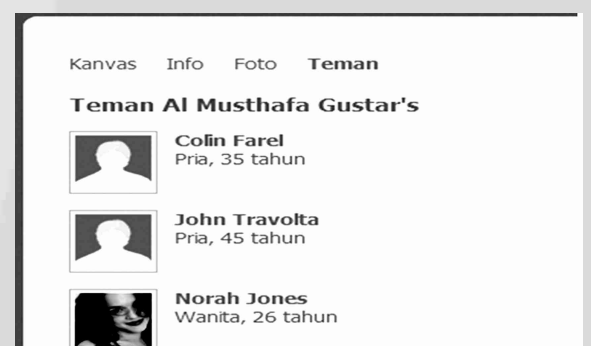 Kanvas Info Foto Teman
Teman Al Musthafa Gustar's
Colin Farel
Pria, 35 tahun
John Travolta
Pria, 45 tahun
Norah Jones
Wanita, 26 tahun